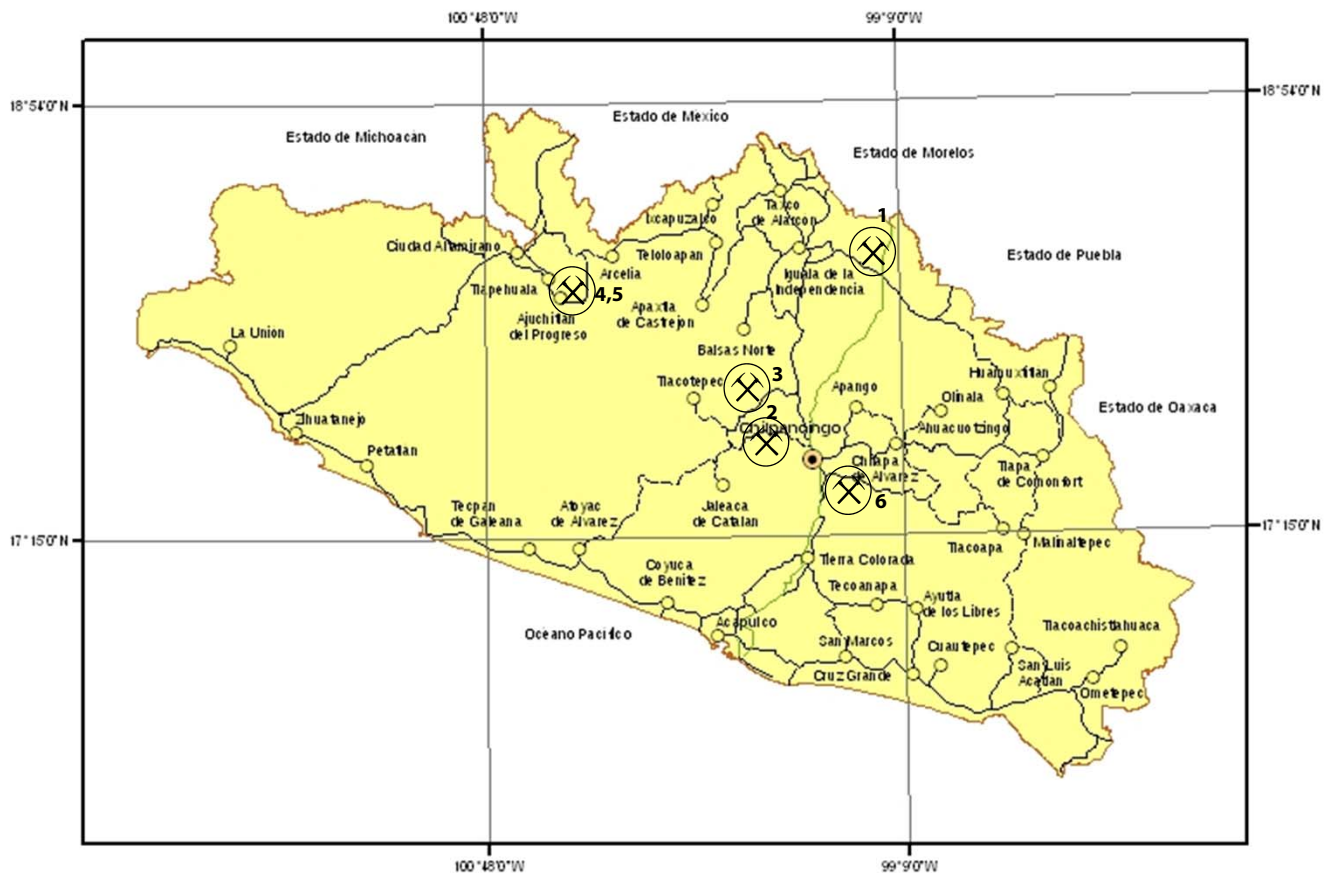 100°48'0"W
99°9'0"W
18°54'0"N
18°54'0"N
Estado de Mexico
Estado de Michoacán
Estado de Morelos
Taxco
de Alarcon
Ixcapuzalco
1
Ciudad Altamirano
Teloloapan
Estado de Puebla
Arcelia
Iguala de la
Independencia
Tlapehuala
4,5
Apaxtla
de Castrejon
Ajuchitlan
del Progreso
La Union
Balsas Norte
Tlacotepec
3
Huamuxtitlan
Apango
Olinala
Estado de Oaxaca
2
Chilpancingo
Ahuacuotzingo
Zihuatanejo
Petatlan
Chilapa
de Alvarez
Tlapa
de Comonfort
6
Tecpan
de Galeana
Atoyac
de Alvarez
Jaleaca
de Catalan
17°15'0"N
17°15'0"N
Tlacoapa
Malinaltepec
Tierra Colorada
Coyuca
de Benitez
Tecoanapa
Ayutla
de los Libres
Acapulco
Tlacoachistlahuaca
Océano Pacifico
San Marcos
Cuautepec
San Luis
Acatlan
Cruz Grande
Ometepec
100°48'0"W
99°9'0"W